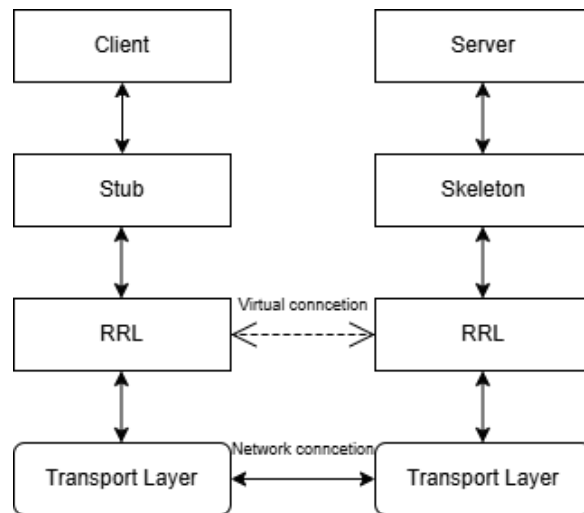 Client
Server
Stub
Skeleton
Virtual conncetion
RRL
RRL
Network conncetion
Transport Layer
Transport Layer